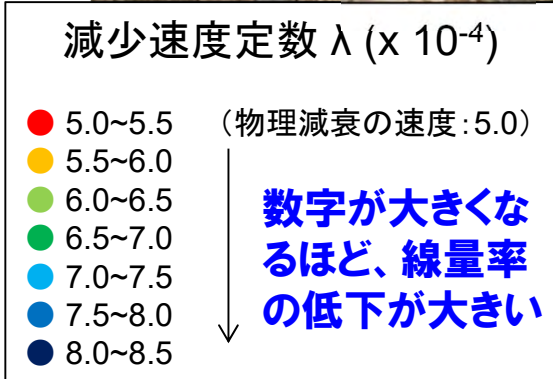 減少速度定数 λ (x 10⁻⁴)
5.0~5.5 （物理減衰の速度：5.0）
5.5~6.0
6.0~6.5
6.5~7.0
7.0~7.5
7.5~8.0
8.0~8.5
数字が大きくな
るほど、線量率
の低下が大きい